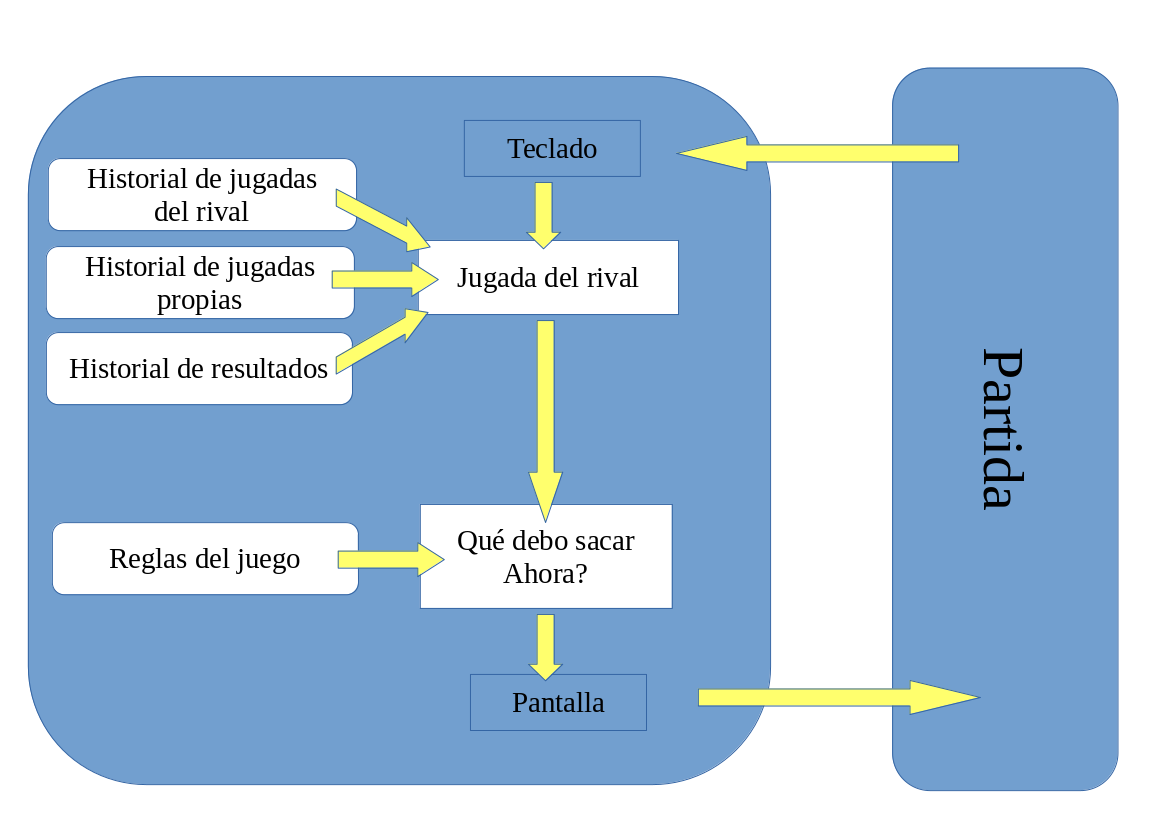 Teclado
Historial de jugadas
del rival
Historial de jugadas
propias
Jugada del rival
Historial de resultados
Partida
Reglas del juego
Qué debo sacar
Ahora?
Pantalla